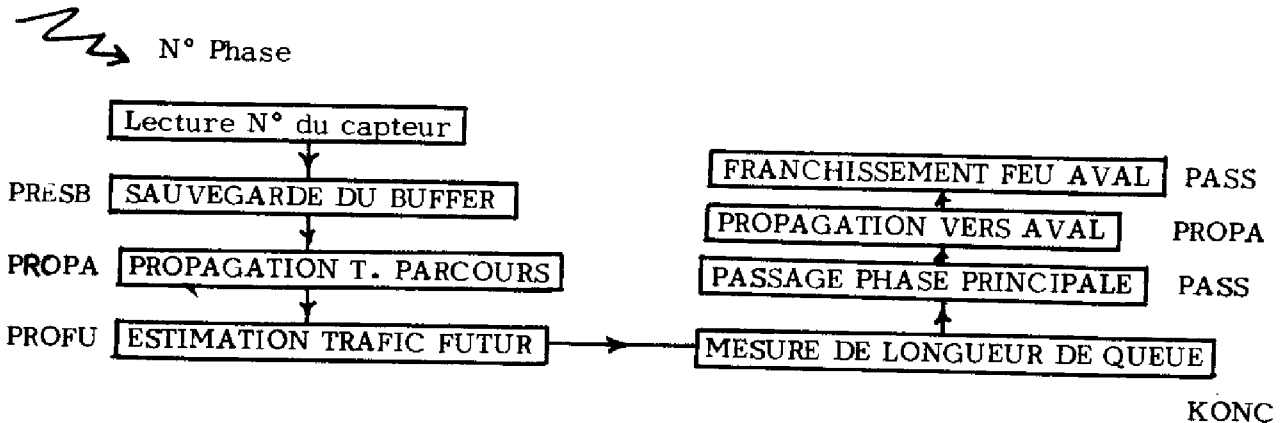 N° Phase
Lecture N° du capteur
PRESB SAUVEGARDE DU BUFFER
PROPA PROPAGATION T. PARCOURS
PROFU ESTIMATION TRAFIC FUTUR
FRANCHISSEMENT FEU AVAL PASS
PROPAGATION VERS AVAL PROPA
PASSAGE PHASE PRINCIPALE PASS
MESURE DE LONGUEUR DE QUEUE
KONC